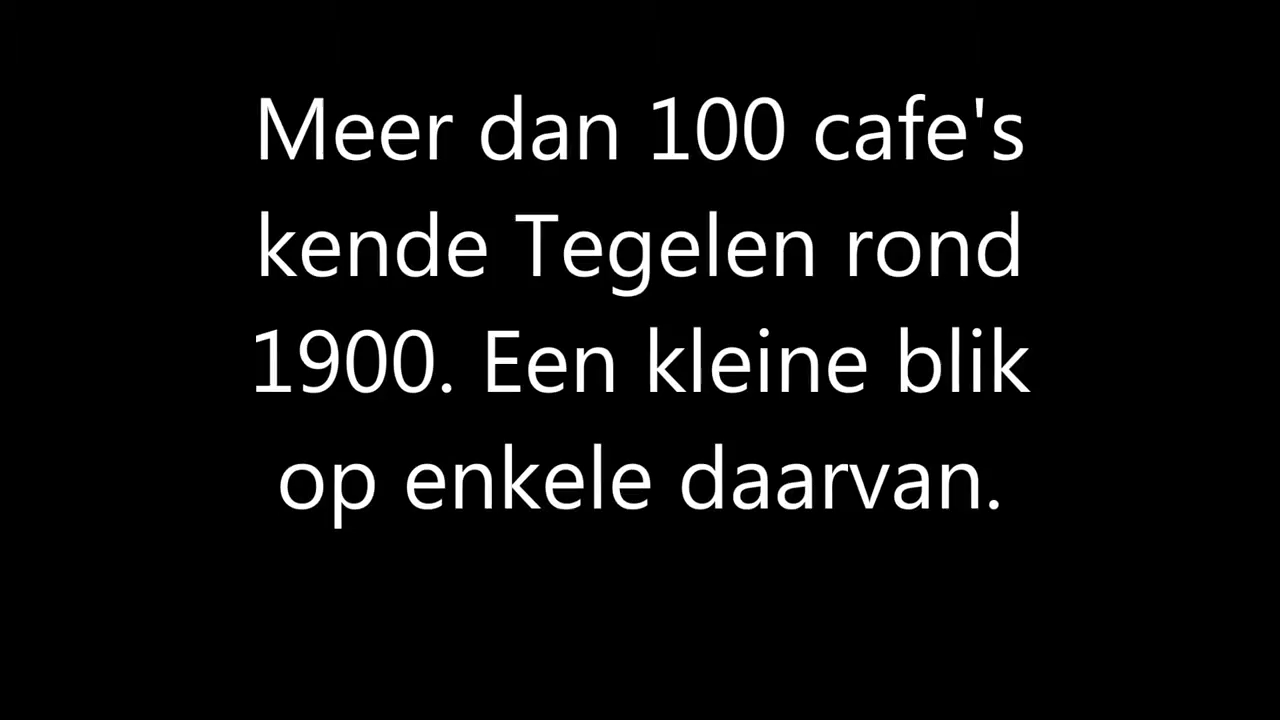 Meer dan 100 cafe's
kende Tegelen rond
1900. Een kleine blik
op enkele daarvan.